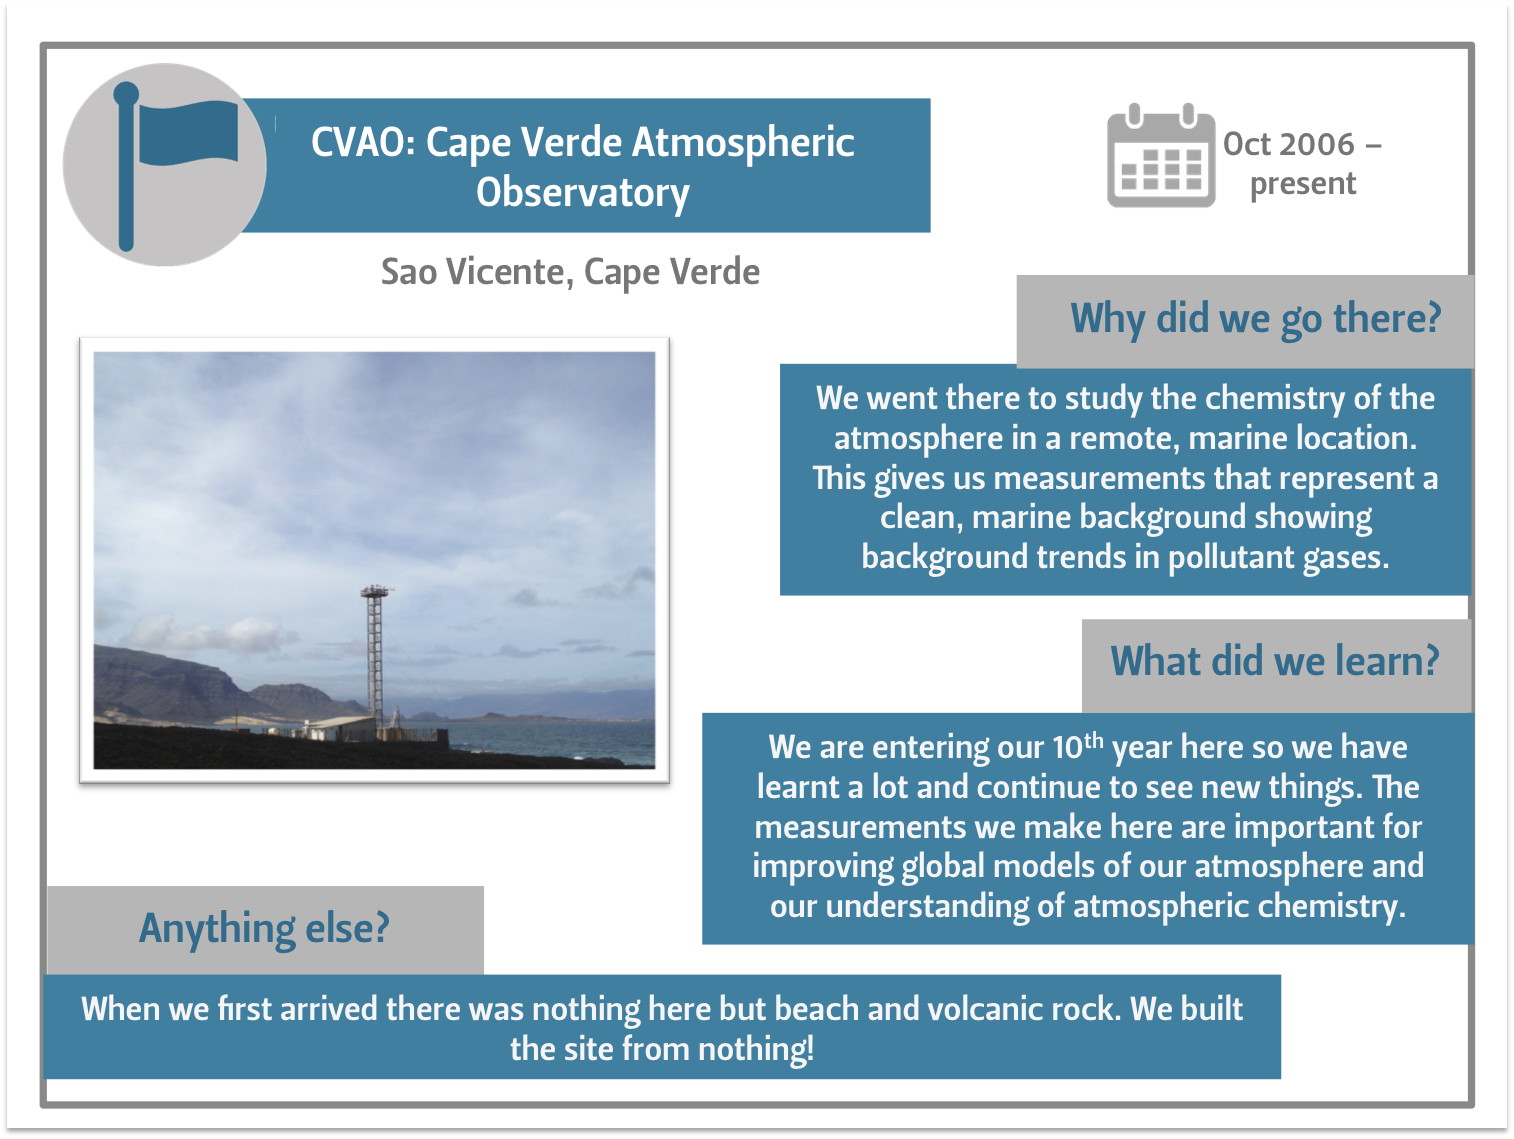 CVAO: Cape Verde Atmospheric
Observatory
Sao Vicente, Cape Verde
Oct 2006 –
present
Why did we go there?
We went there to study the chemistry of the
atmosphere in a remote, marine location.
This gives us measurements that represent a
clean, marine background showing
background trends in pollutant gases.
What did we learn?
We are entering our 10th year here so we have
learnt a lot and continue to see new things. The
measurements we make here are important for
improving global models of our atmosphere and
our understanding of atmospheric chemistry.
Anything else?
When we first arrived there was nothing here but beach and volcanic rock. We built
the site from nothing!